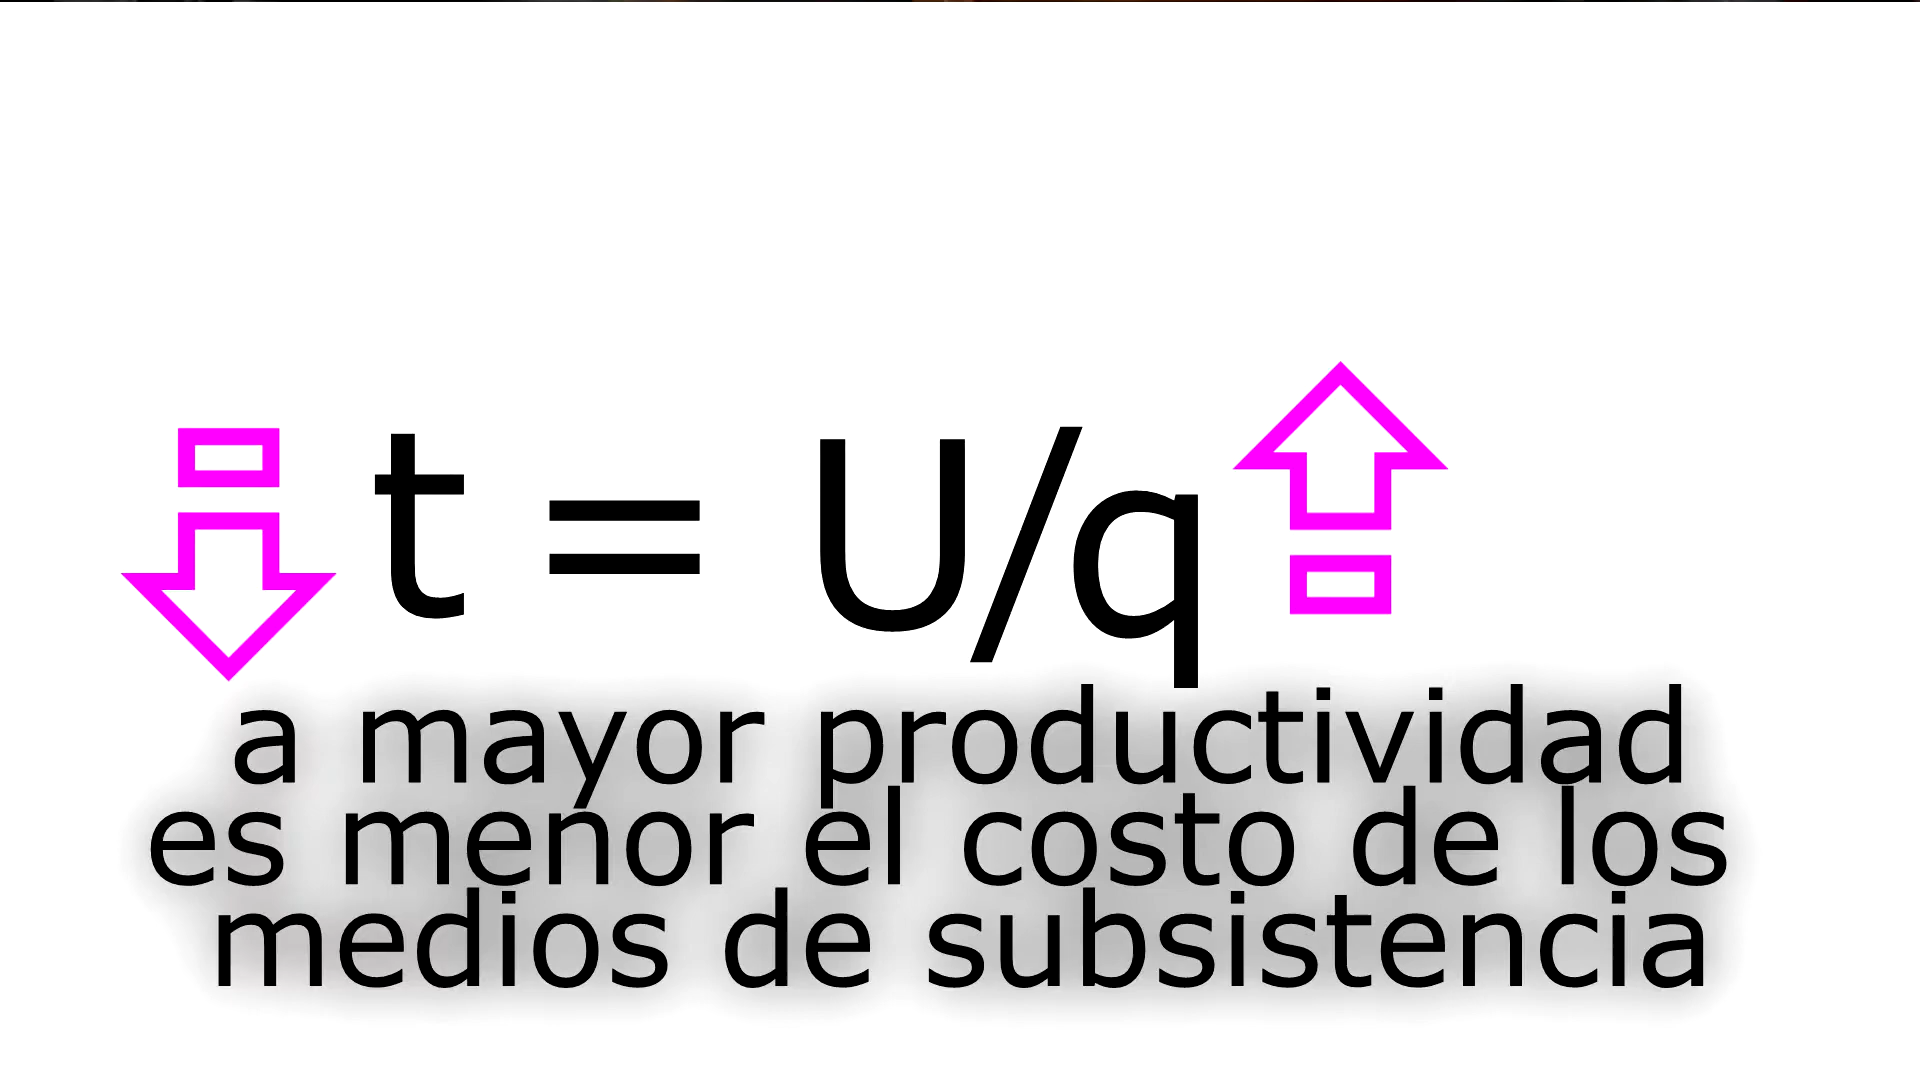 t = U/q
a mayor productividad
es menor el costo de los
medios de subsistencia